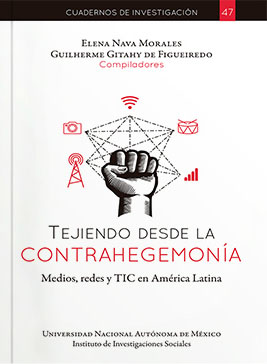 CUADERNOS DE INVESTIGACIÓN 47
ELENA NAVA MORALES
GUILHERME GITAHY DE FIGUEIREDO
Compiladores
TEJIENDO DESDE LA
CONTRAHEGEMONÍA
Medios, redes y TIC en América Latina
UNIVERSIDAD NACIONAL AUTÓNOMA DE MÉXICO
Instituto de Investigaciones Sociales